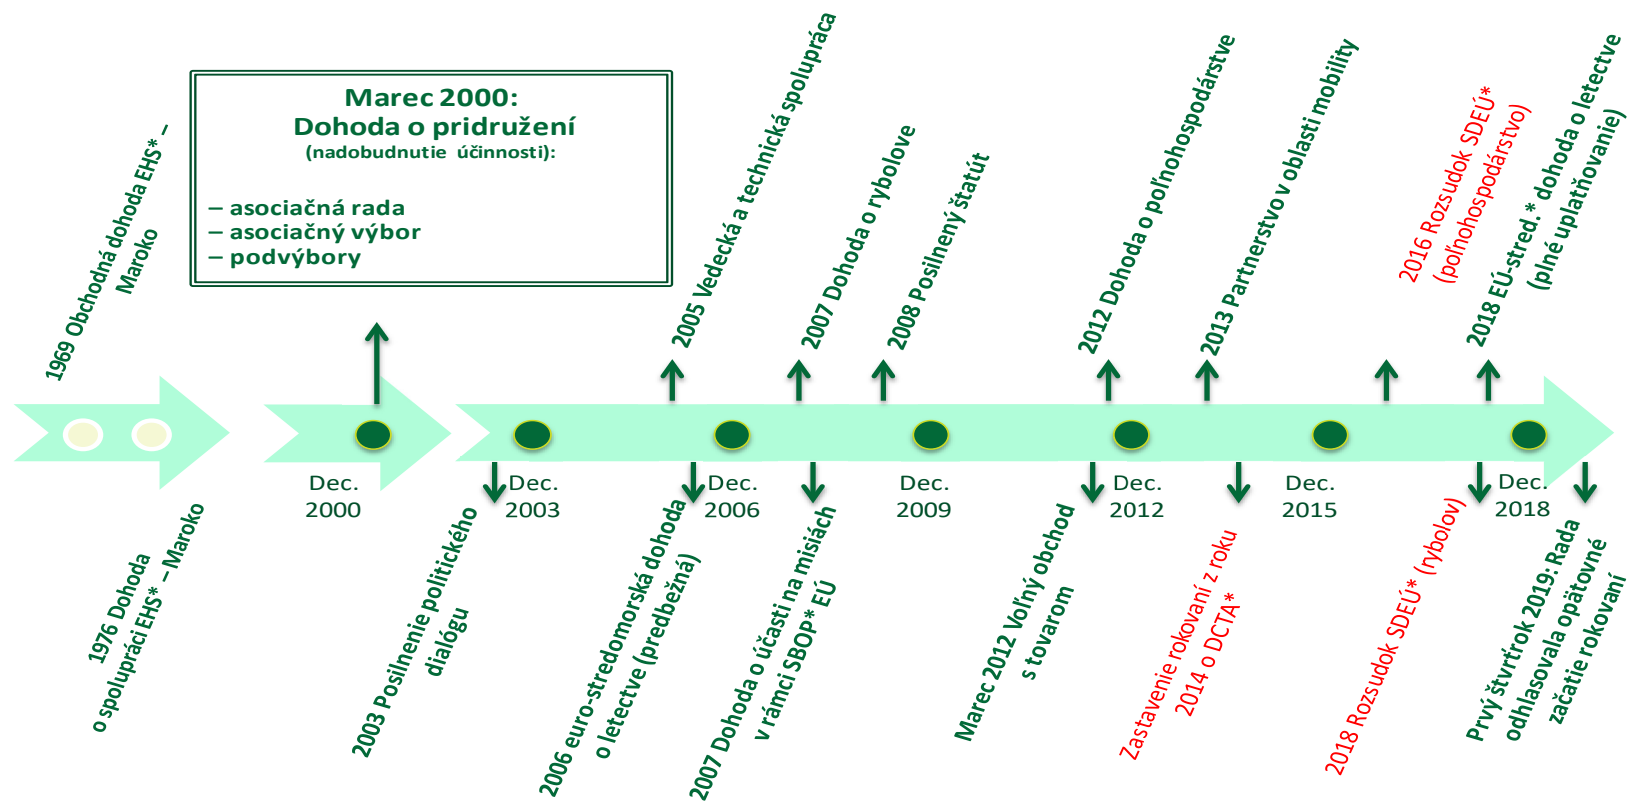 1969 Obchodná dohoda EHS* –
Maroko
Marec 2000:
Dohoda o pridružení
(nadobudnutie účinnosti):
– asociačná rada
– asociačný výbor
– podvýbory
2005 Vedecká a technická spolupráca
2007 Dohoda o rybolove
2008 Posilnený štatút
2012 Dohoda o poľnohospodárstve
2013 Partnerstvo v oblasti mobility
2016 Rozsudok SDEÚ*
(poľnohospodárstvo)
2018 EÚ-stred.* dohoda o letectve
(plné uplatňovanie)
Dec.
2000
Dec.
2003
Dec.
2006
Dec.
2009
Dec.
2012
Dec.
2015
Dec.
2018
1976 Dohoda
o spolupráci EHS* – Maroko
2003 Posilnenie politického
dialógu
2006 euro-stredomorská dohoda
o letectve (predbežná)
2007 Dohoda o účasti na misiách
v rámci SBOP* EÚ
Marec 2012 Voľný obchod
s tovarom
Zastavenie rokovaní z roku
2014 o DCTA*
2018 Rozsudok SDEÚ* (rybolov)
Prvý štvrťrok 2019: Rada
odhlasovala opätovné
začatie rokovaní